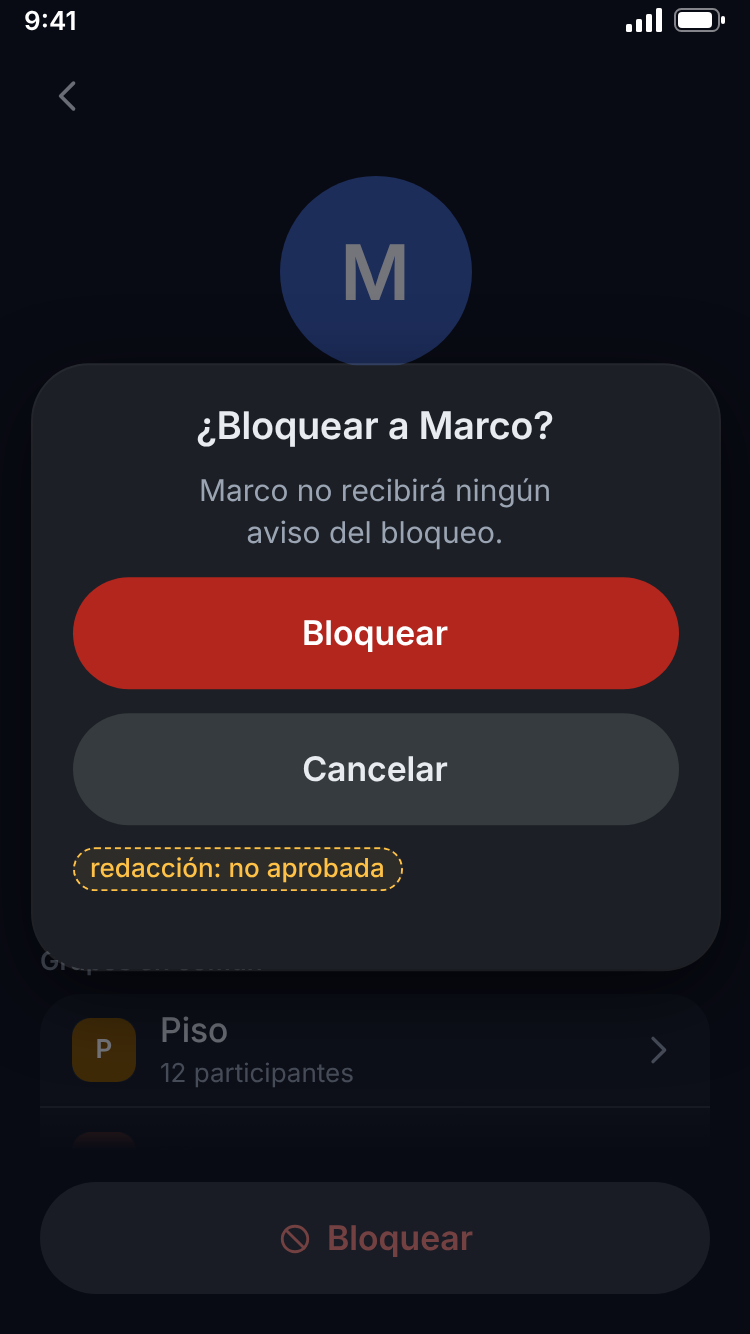 9:41
M
¿Bloquear a Marco?
Marco no recibirá ningún
aviso del bloqueo.
Bloquear
Cancelar
redacción: no aprobada
P
Piso
12 participantes
Bloquear